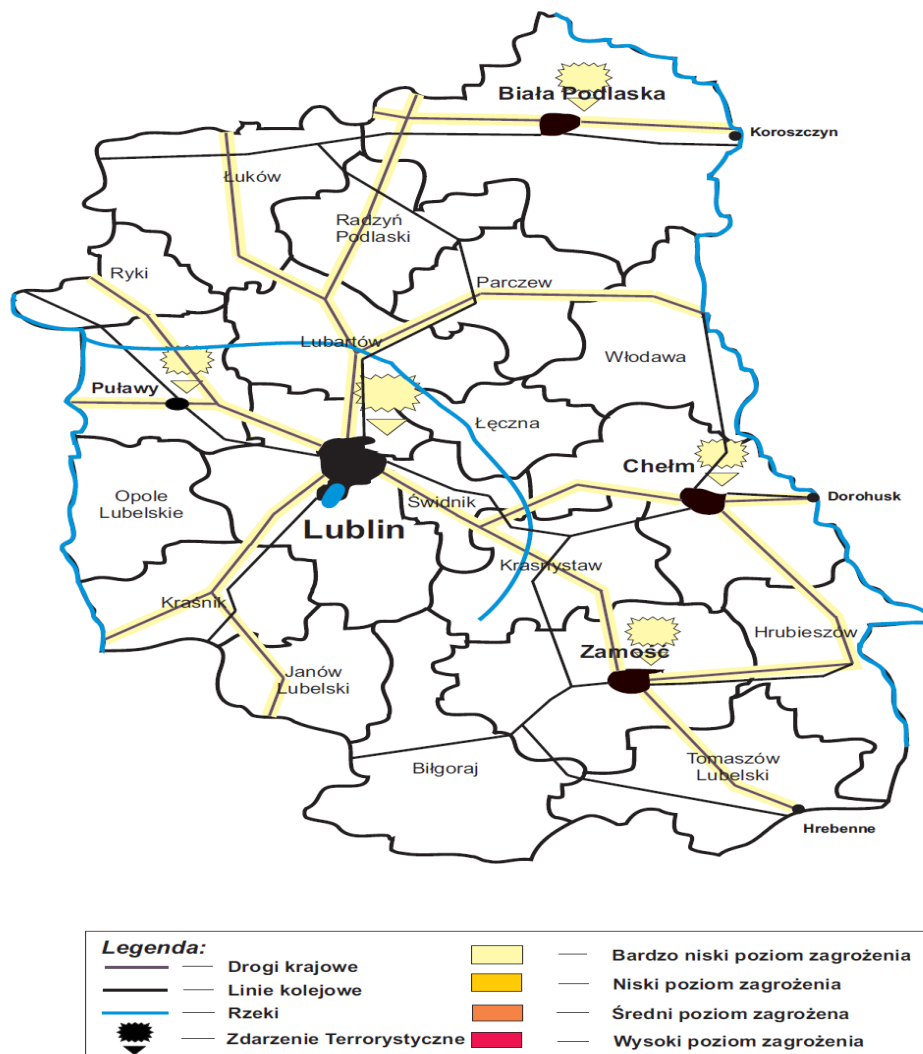 Biała Podlaska
Koroszczyn
Łuków
Radzyń
Podlaski
Ryki
Parczew
Lubartów
Włodawa
Puławy
Łęczna
Chełm
Opole
Lubelskie
Świdnik
Dorohusk
Lublin
Krasnystaw
Kraśnik
Hrubieszów
Zamość
Janów
Lubelski
Biłgoraj
Tomaszów
Lubelski
Hrebenne
Legenda:
Drogi krajowe
Linie kolejowe
Rzeki
Zdarzenie Terrorystyczne
Bardzo niski poziom zagrożenia
Niski poziom zagrożenia
Średni poziom zagrożena
Wysoki poziom zagrożenia